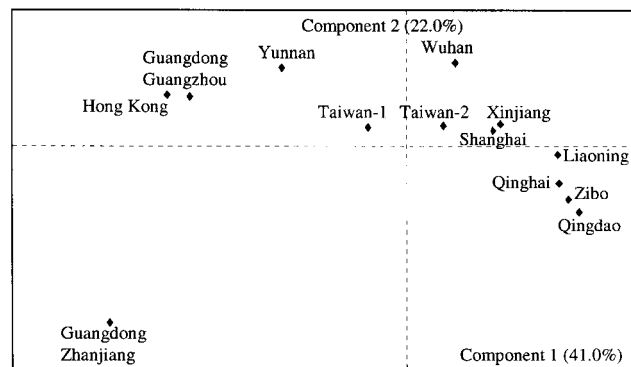 Component 2 (22.0%)
Guangdong
Guangzhou
Yunnan
Wuhan
Hong Kong
Taiwan-1
Taiwan-2
Xinjiang
Shanghai
Liaoning
Qinghai
Zibo
Qingdao
Guangdong
Zhanjiang
Component 1 (41.0%)